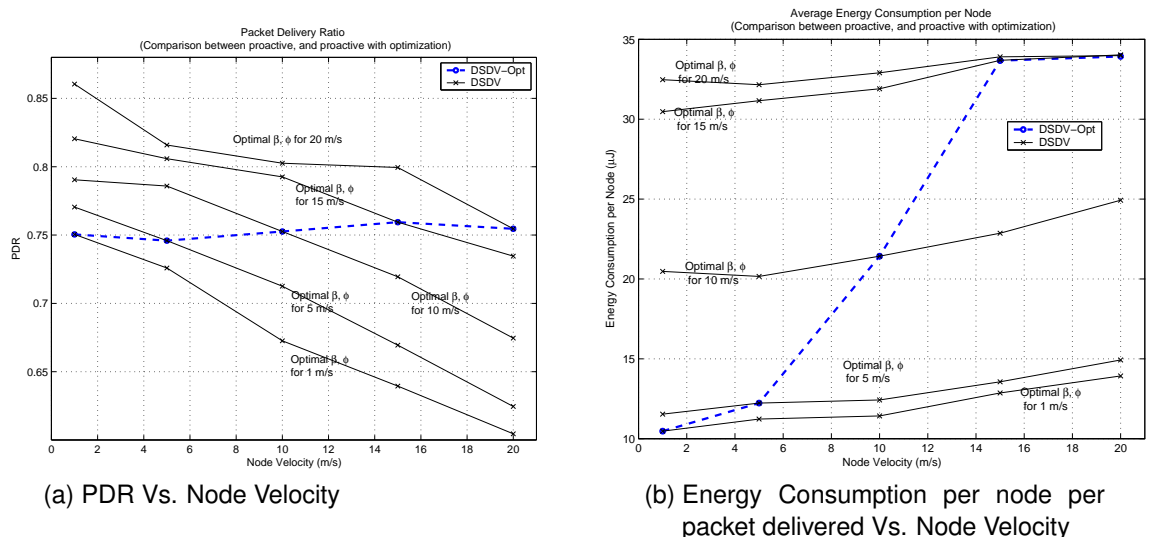 Packet Delivery Ratio
(Comparison between proactive, and proactive with optimization)
DSDV-Opt
DSDV
0.85
0.8
0.75
0.7
0.65
PDR
Optimal β, ϕ for 20 m/s
Optimal β, ϕ
for 15 m/s
Optimal β, ϕ
for 10 m/s
Optimal β, ϕ
for 5 m/s
Optimal β, ϕ
for 1 m/s
0 2 4 6 8 10 12 14 16 18 20
Node Velocity (m/s)
(a) PDR Vs. Node Velocity
Average Energy Consumption per Node
(Comparison between proactive, and proactive with optimization)
35
30
25
20
15
10
Energy Consumption per Node (μJ)
Optimal β, ϕ
for 20 m/s
Optimal β, ϕ
for 15 m/s
DSDV-Opt
DSDV
Optimal β, ϕ
for 10 m/s
Optimal β, ϕ
for 5 m/s
Optimal β, ϕ
for 1 m/s
0 2 4 6 8 10 12 14 16 18 20
Node Velocity (m/s)
(b) Energy Consumption per node per
packet delivered Vs. Node Velocity